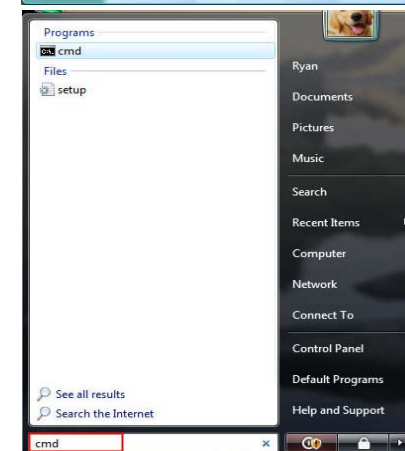 Programs
cmd
Files
setup
See all results
Search the Internet
cmd
Ryan
Documents
Pictures
Music
Search
Recent Items
Computer
Network
Connect To
Control Panel
Default Programs
Help and Support